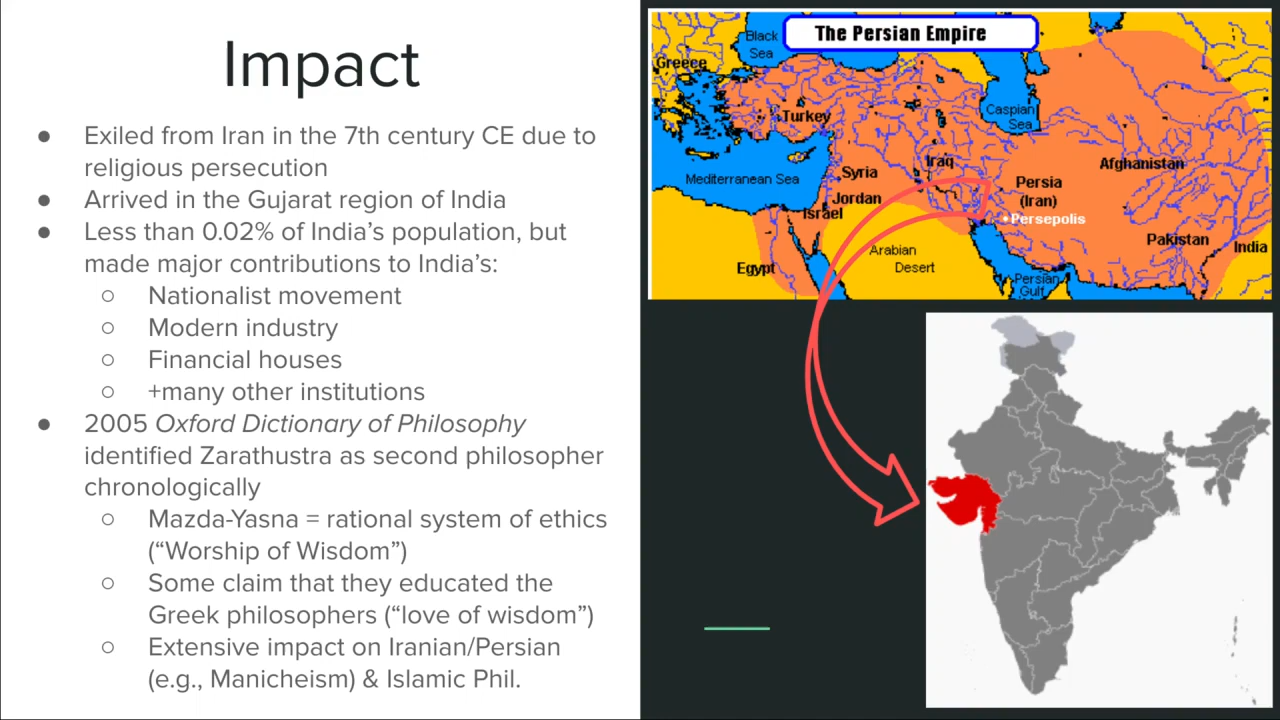 Impact
● Exiled from Iran in the 7th century CE due to
religious persecution
● Arrived in the Gujarat region of India
● Less than 0.02% of India’s population, but
made major contributions to India’s:
○ Nationalist movement
○ Modern industry
○ Financial houses
○ +many other institutions
● 2005 Oxford Dictionary of Philosophy
identified Zarathustra as second philosopher
chronologically
○ Mazda-Yasna = rational system of ethics
(“Worship of Wisdom”)
○ Some claim that they educated the
Greek philosophers (“love of wisdom”)
○ Extensive impact on Iranian/Persian
(e.g., Manicheism) & Islamic Phil.
The Persian Empire
Black
Sea
Greece
Caspian
Sea
Turkey
Iraq
Afghanistan
Mediterranean Sea
Syria
Persia
(Iran)
Jordan
Israel
Persepolis
Pakistan
India
Arabian
Desert
Egypt
Persian
Gulf